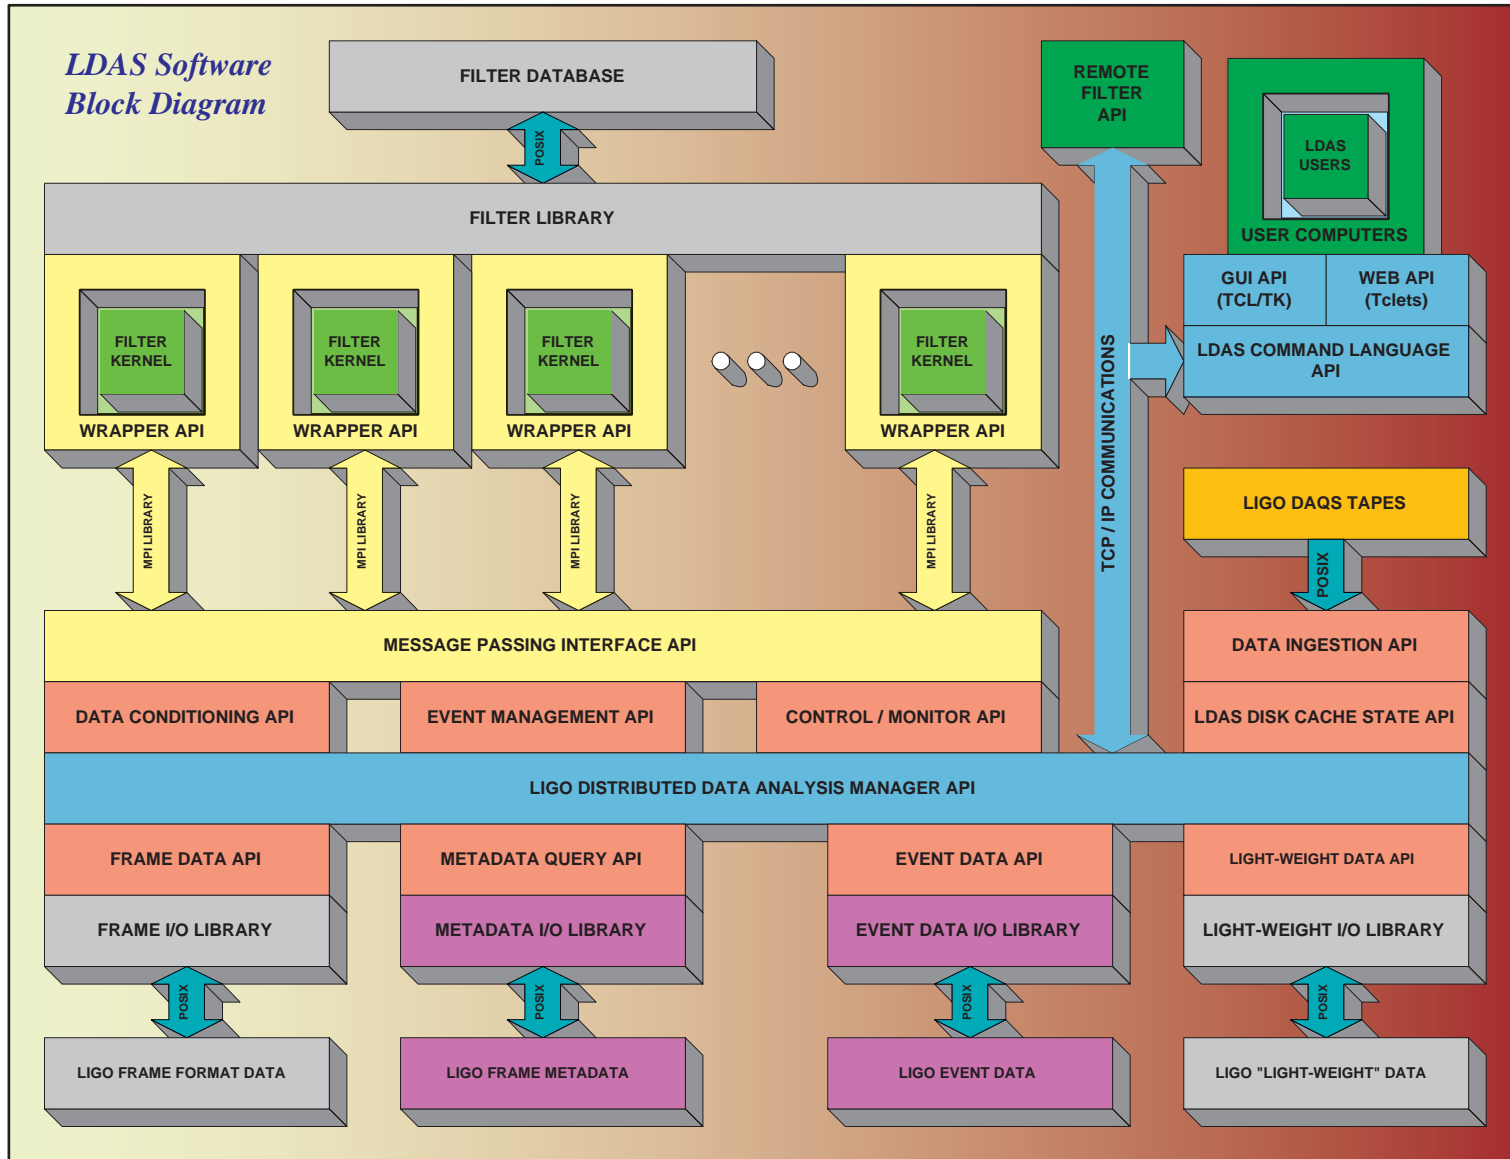 LDAS Software
Block Diagram
FILTER DATABASE
REMOTE
FILTER
API
LDAS
USERS
USER COMPUTERS
POSIX
FILTER LIBRARY
GUI API
(TCL/TK)
WEB API
(Tclets)
LDAS COMMAND LANGUAGE
API
FILTER
KERNEL
WRAPPER API
FILTER
KERNEL
WRAPPER API
FILTER
KERNEL
WRAPPER API
FILTER
KERNEL
WRAPPER API
TCP / IP COMMUNICATIONS
MPI LIBRARY
MPI LIBRARY
MPI LIBRARY
MPI LIBRARY
LIGO DAQS TAPES
POSIX
MESSAGE PASSING INTERFACE API
DATA INGESTION API
DATA CONDITIONING API
EVENT MANAGEMENT API
CONTROL / MONITOR API
LDAS DISK CACHE STATE API
LIGO DISTRIBUTED DATA ANALYSIS MANAGER API
FRAME DATA API
METADATA QUERY API
EVENT DATA API
LIGHT-WEIGHT DATA API
FRAME I/O LIBRARY
METADATA I/O LIBRARY
EVENT DATA I/O LIBRARY
LIGHT-WEIGHT I/O LIBRARY
POSIX
POSIX
POSIX
POSIX
LIGO FRAME FORMAT DATA
LIGO FRAME METADATA
LIGO EVENT DATA
LIGO "LIGHT-WEIGHT" DATA